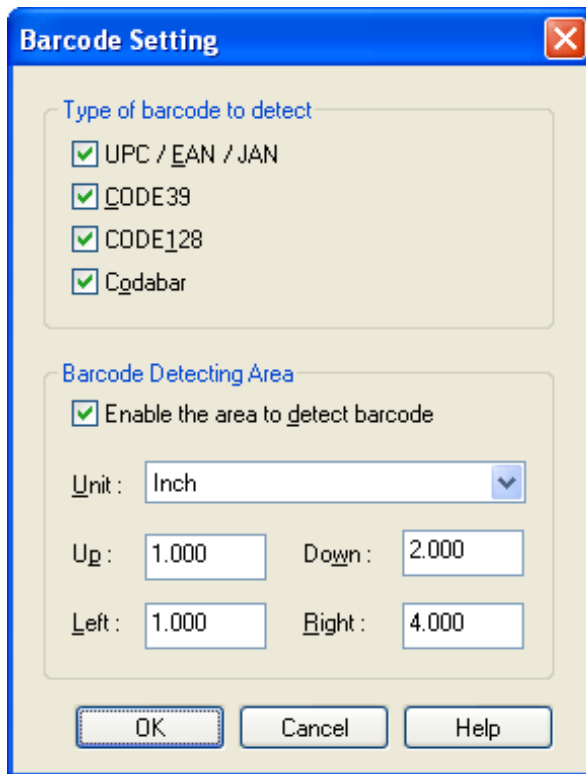 Barcode Setting
Type of barcode to detect
UPC / EAN / JAN
CODE39
CODE128
Codabar
Barcode Detecting Area
Enable the area to detect barcode
Unit : Inch
Up : 1.000 Down : 2.000
Left : 1.000 Right : 4.000
OK Cancel Help